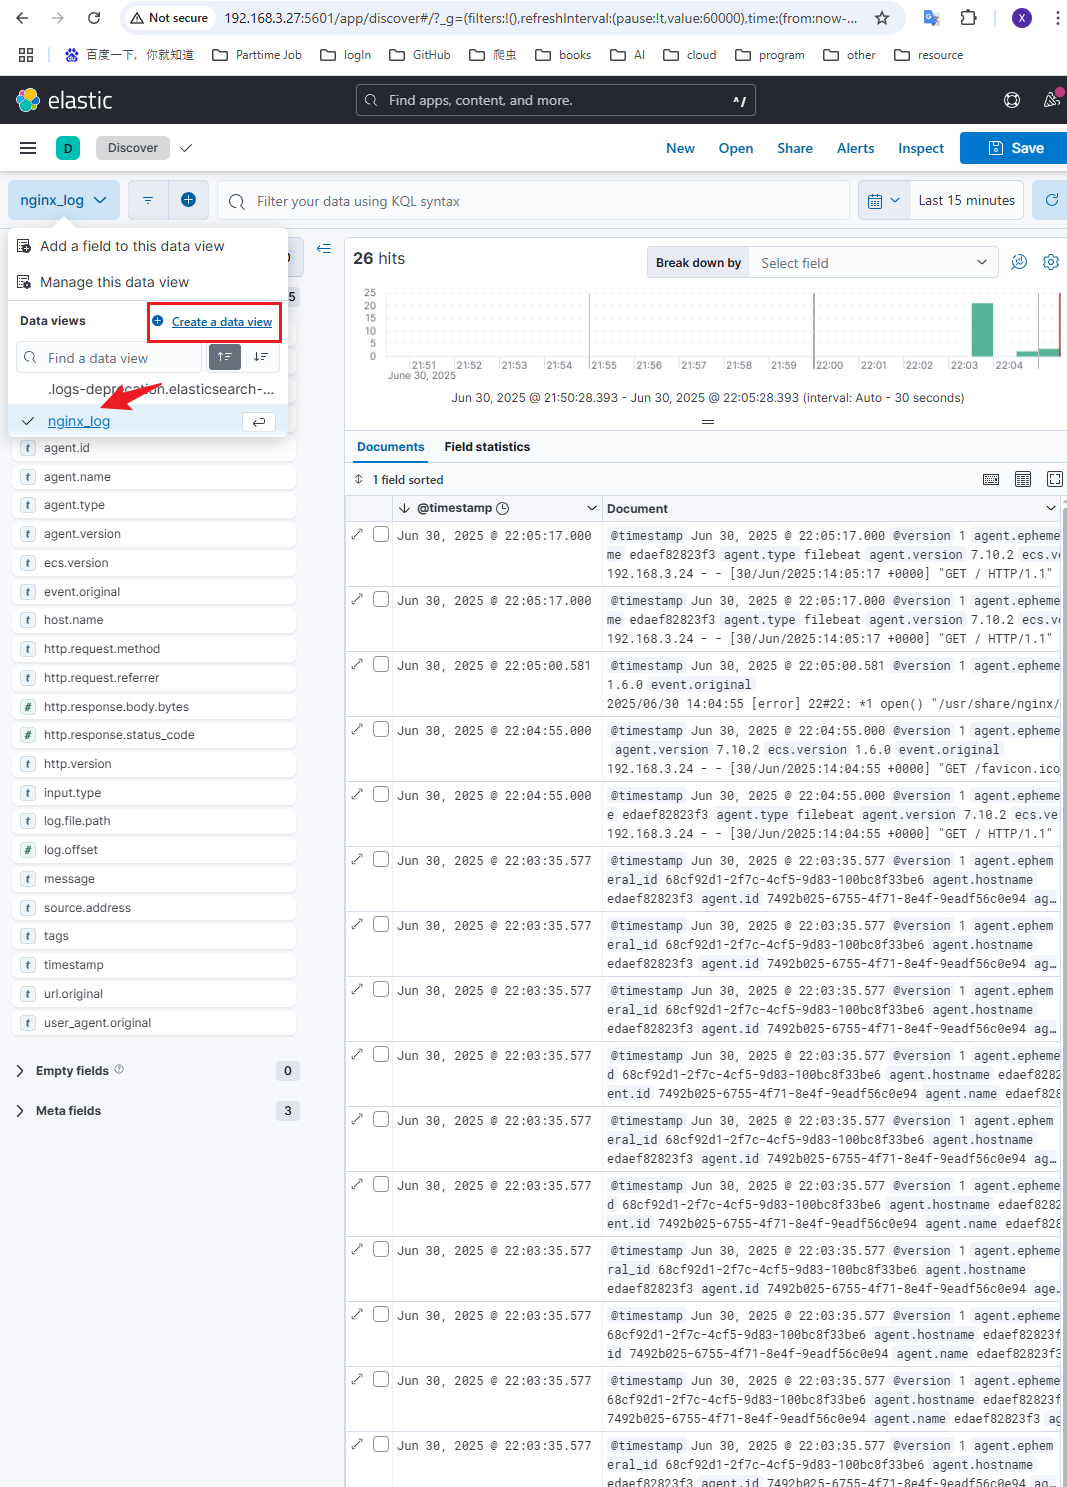 Not secure
192.168.3.27:5601/app/discover#/?_g=(filters:!(),refreshInterval:(pause:!t,value:60000),time:(from:now-...
X
百度一下，你就知道
Parttime Job
logIn
GitHub
爬虫
books
AI
cloud
program
other
resource
elastic
Find apps, content, and more.
^/
D
Discover
New
Open
Share
Alerts
Inspect
Save
nginx_log
Filter your data using KQL syntax
Last 15 minutes
Add a field to this data view
Manage this data view
Data views
Create a data view
Find a data view
.logs-deprecation.elasticsearch-...
nginx_log
0
5
agent.id
agent.name
agent.type
agent.version
ecs.version
event.original
host.name
http.request.method
http.request.referrer
http.response.body.bytes
http.response.status_code
http.version
input.type
log.file.path
log.offset
message
source.address
tags
timestamp
url.original
user_agent.original
Empty fields
0
Meta fields
3
26 hits
Break down by
Select field
25
20
15
10
5
0
21:51
21:52
21:53
21:54
21:55
21:56
21:57
21:58
21:59
22:00
22:01
22:02
22:03
22:04
June 30, 2025
Jun 30, 2025 @ 21:50:28.393 - Jun 30, 2025 @ 22:05:28.393 (interval: Auto - 30 seconds)
Documents
Field statistics
1 field sorted
@timestamp
Document
Jun 30, 2025 @ 22:05:17.000
@timestamp Jun 30, 2025 @ 22:05:17.000 @version 1 agent.epheme
me edaef82823f3 agent.type filebeat agent.version 7.10.2 ecs.ve
192.168.3.24 - - [30/Jun/2025:14:05:17 +0000] "GET / HTTP/1.1"
Jun 30, 2025 @ 22:05:17.000
@timestamp Jun 30, 2025 @ 22:05:17.000 @version 1 agent.epheme
me edaef82823f3 agent.type filebeat agent.version 7.10.2 ecs.ve
192.168.3.24 - - [30/Jun/2025:14:05:17 +0000] "GET / HTTP/1.1"
Jun 30, 2025 @ 22:05:00.581
@timestamp Jun 30, 2025 @ 22:05:00.581 @version 1 agent.epheme
1.6.0 event.original
2025/06/30 14:04:55 [error] 22#22: *1 open() "/usr/share/nginx/
Jun 30, 2025 @ 22:04:55.000
@timestamp Jun 30, 2025 @ 22:04:55.000 @version 1 agent.epheme
agent.version 7.10.2 ecs.version 1.6.0 event.original
192.168.3.24 - - [30/Jun/2025:14:04:55 +0000] "GET /favicon.ico
Jun 30, 2025 @ 22:04:55.000
@timestamp Jun 30, 2025 @ 22:04:55.000 @version 1 agent.epheme
e edaef82823f3 agent.type filebeat agent.version 7.10.2 ecs.ve
192.168.3.24 - - [30/Jun/2025:14:04:55 +0000] "GET / HTTP/1.1"
Jun 30, 2025 @ 22:03:35.577
@timestamp Jun 30, 2025 @ 22:03:35.577 @version 1 agent.ephem
eral_id 68cf92d1-2f7c-4cf5-9d83-100bc8f33be6 agent.hostname
edaef82823f3 agent.id 7492b025-6755-4f71-8e4f-9eadf56c0e94 ag...
Jun 30, 2025 @ 22:03:35.577
@timestamp Jun 30, 2025 @ 22:03:35.577 @version 1 agent.ephem
eral_id 68cf92d1-2f7c-4cf5-9d83-100bc8f33be6 agent.hostname
edaef82823f3 agent.id 7492b025-6755-4f71-8e4f-9eadf56c0e94 ag...
Jun 30, 2025 @ 22:03:35.577
@timestamp Jun 30, 2025 @ 22:03:35.577 @version 1 agent.ephem
eral_id 68cf92d1-2f7c-4cf5-9d83-100bc8f33be6 agent.hostname
edaef82823f3 agent.id 7492b025-6755-4f71-8e4f-9eadf56c0e94 ag...
Jun 30, 2025 @ 22:03:35.577
@timestamp Jun 30, 2025 @ 22:03:35.577 @version 1 agent.epheme
d 68cf92d1-2f7c-4cf5-9d83-100bc8f33be6 agent.hostname edaef8282
ent.id 7492b025-6755-4f71-8e4f-9eadf56c0e94 agent.name edaef828
Jun 30, 2025 @ 22:03:35.577
@timestamp Jun 30, 2025 @ 22:03:35.577 @version 1 agent.ephem
eral_id 68cf92d1-2f7c-4cf5-9d83-100bc8f33be6 agent.hostname
edaef82823f3 agent.id 7492b025-6755-4f71-8e4f-9eadf56c0e94 ag...
Jun 30, 2025 @ 22:03:35.577
@timestamp Jun 30, 2025 @ 22:03:35.577 @version 1 agent.epheme
d 68cf92d1-2f7c-4cf5-9d83-100bc8f33be6 agent.hostname edaef8282
ent.id 7492b025-6755-4f71-8e4f-9eadf56c0e94 agent.name edaef828
Jun 30, 2025 @ 22:03:35.577
@timestamp Jun 30, 2025 @ 22:03:35.577 @version 1 agent.epheme
ral_id 68cf92d1-2f7c-4cf5-9d83-100bc8f33be6 agent.hostname
edaef82823f3 agent.id 7492b025-6755-4f71-8e4f-9eadf56c0e94 age...
Jun 30, 2025 @ 22:03:35.577
@timestamp Jun 30, 2025 @ 22:03:35.577 @version 1 agent.epheme
68cf92d1-2f7c-4cf5-9d83-100bc8f33be6 agent.hostname edaef82823f
id 7492b025-6755-4f71-8e4f-9eadf56c0e94 agent.name edaef82823f3
Jun 30, 2025 @ 22:03:35.577
@timestamp Jun 30, 2025 @ 22:03:35.577 @version 1 agent.epheme
68cf92d1-2f7c-4cf5-9d83-100bc8f33be6 agent.hostname edaef82823f
7492b025-6755-4f71-8e4f-9eadf56c0e94 agent.name edaef82823f3 ag
Jun 30, 2025 @ 22:03:35.577
@timestamp Jun 30, 2025 @ 22:03:35.577 @version 1 agent.ephem
eral_id 68cf92d1-2f7c-4cf5-9d83-100bc8f33be6 agent.hostname
edaef82823f3 agent.id 7492b025-6755-4f71-8e4f-9eadf56c0e94 ag...